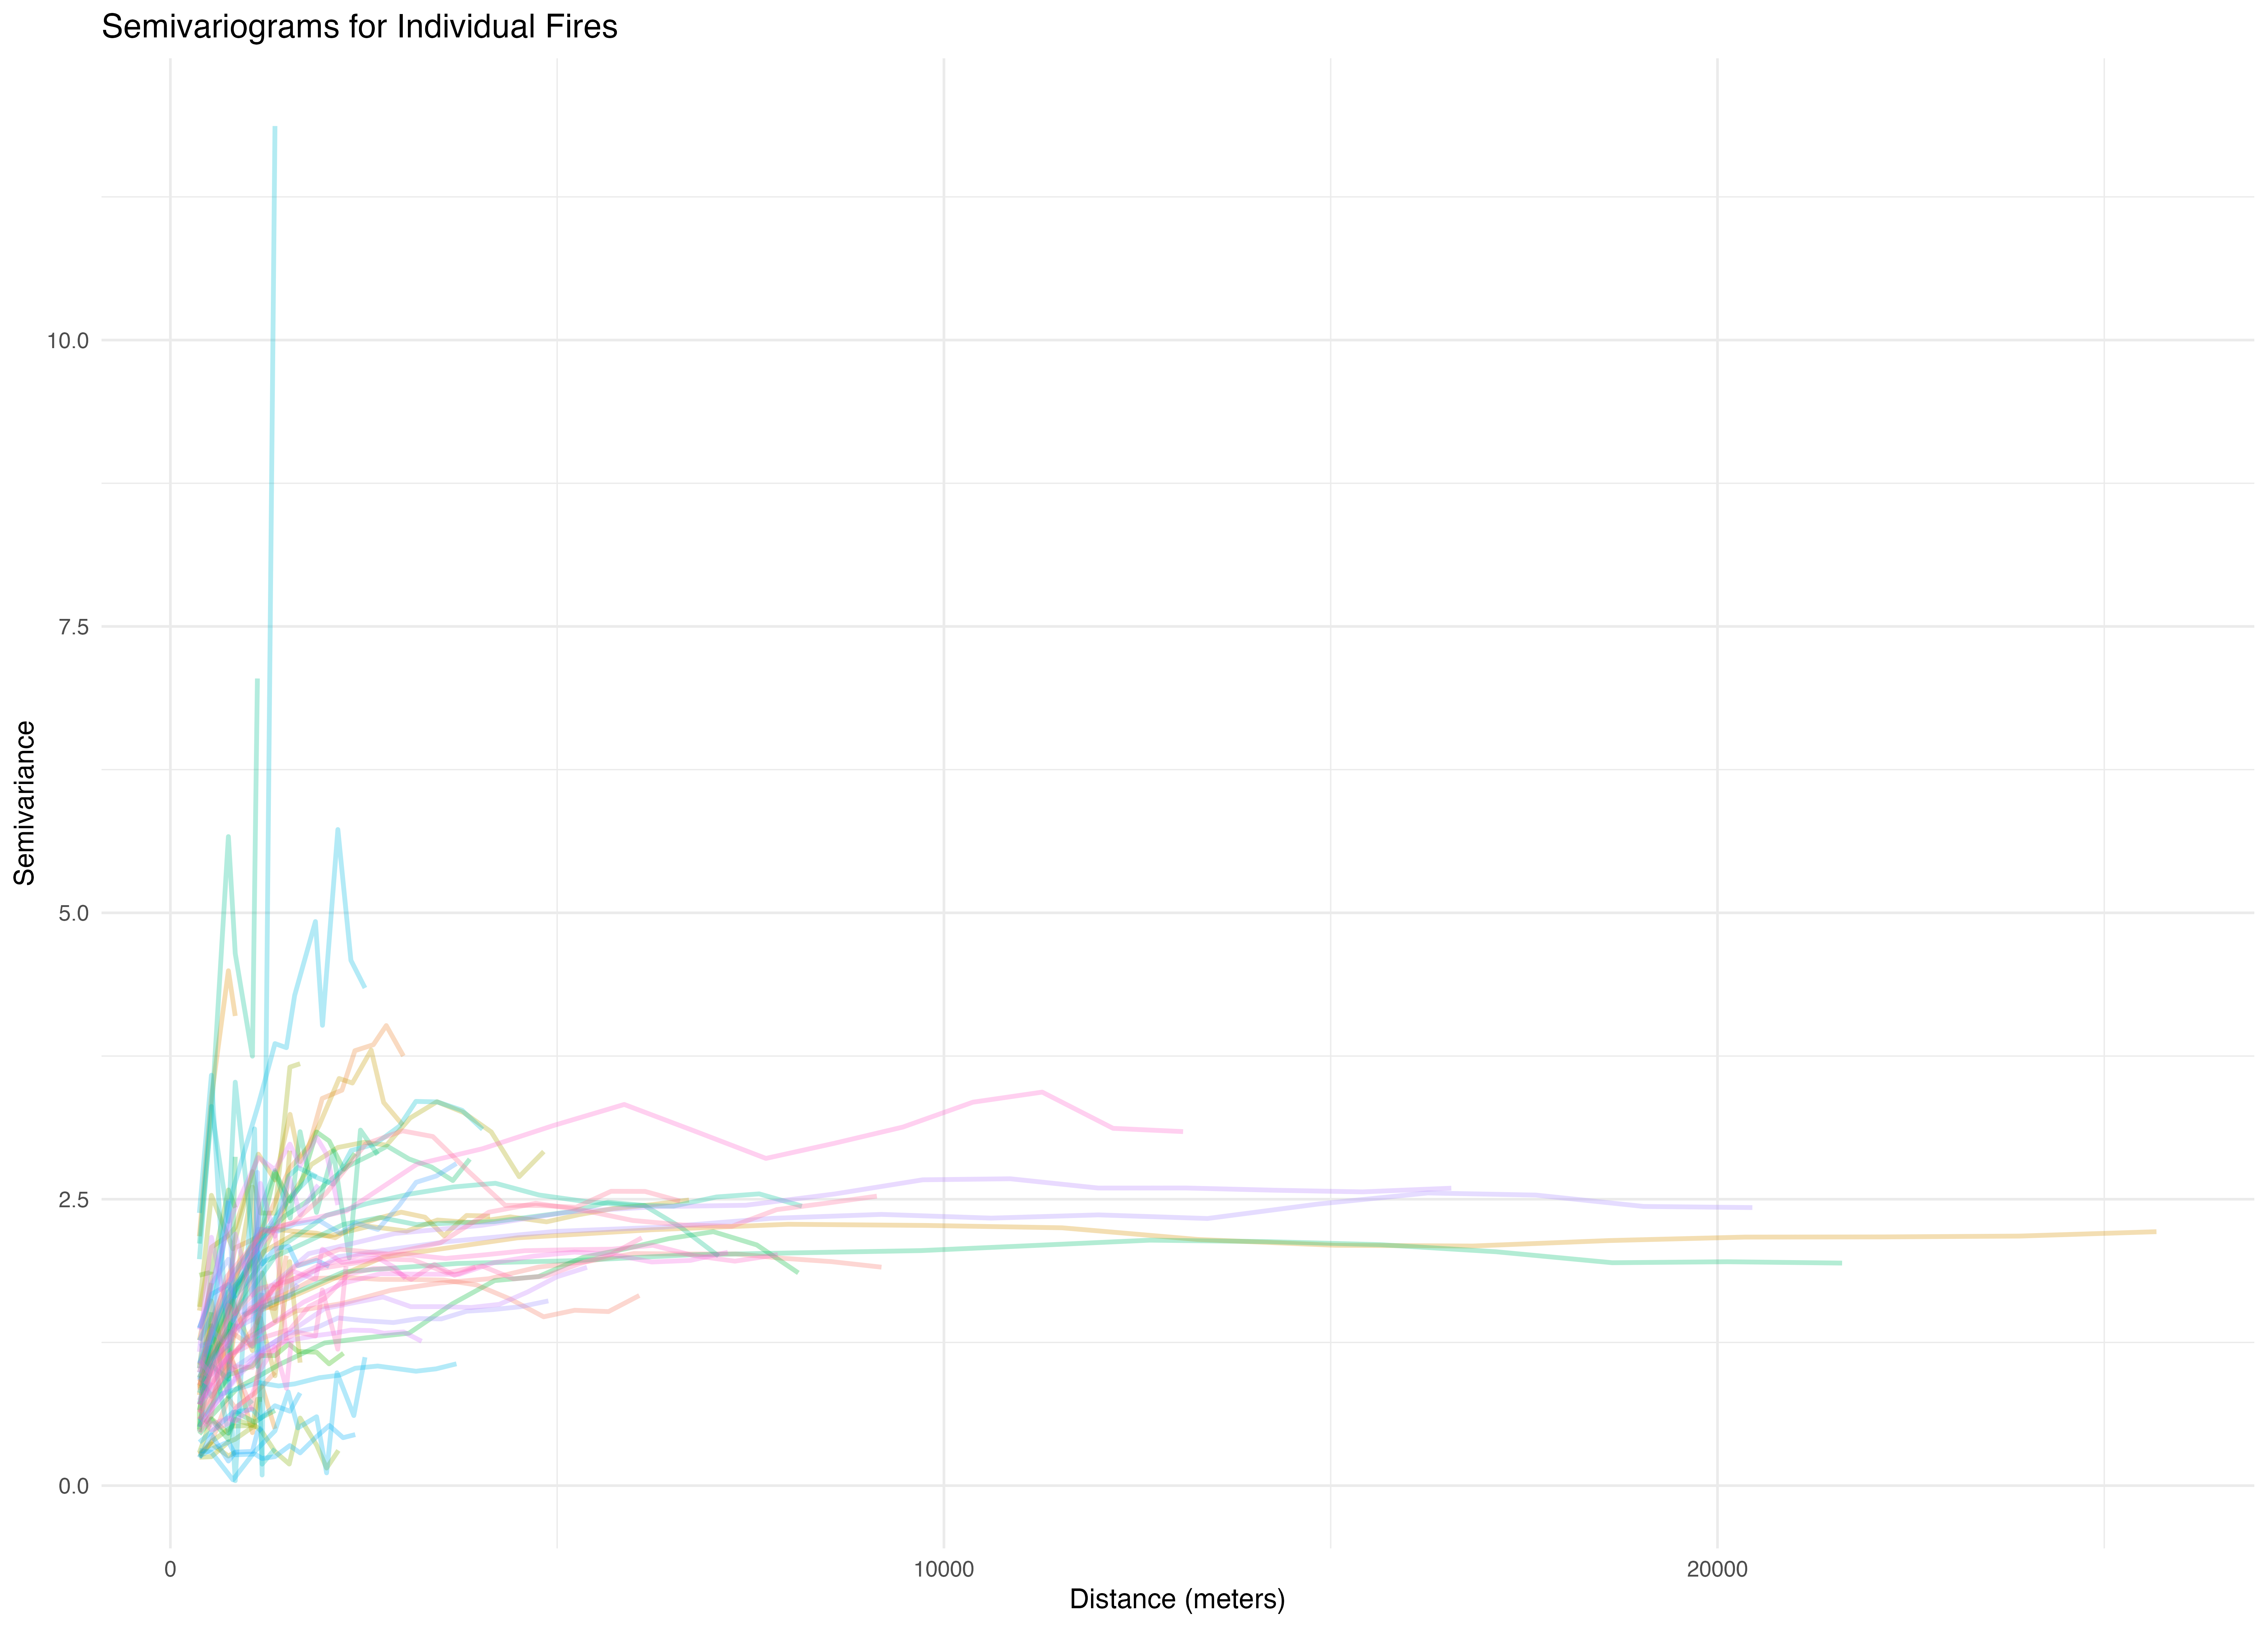 Semivariograms for Individual Fires
10.0
7.5
5.0
2.5
0.0
Semivariance
0
10000
20000
Distance (meters)